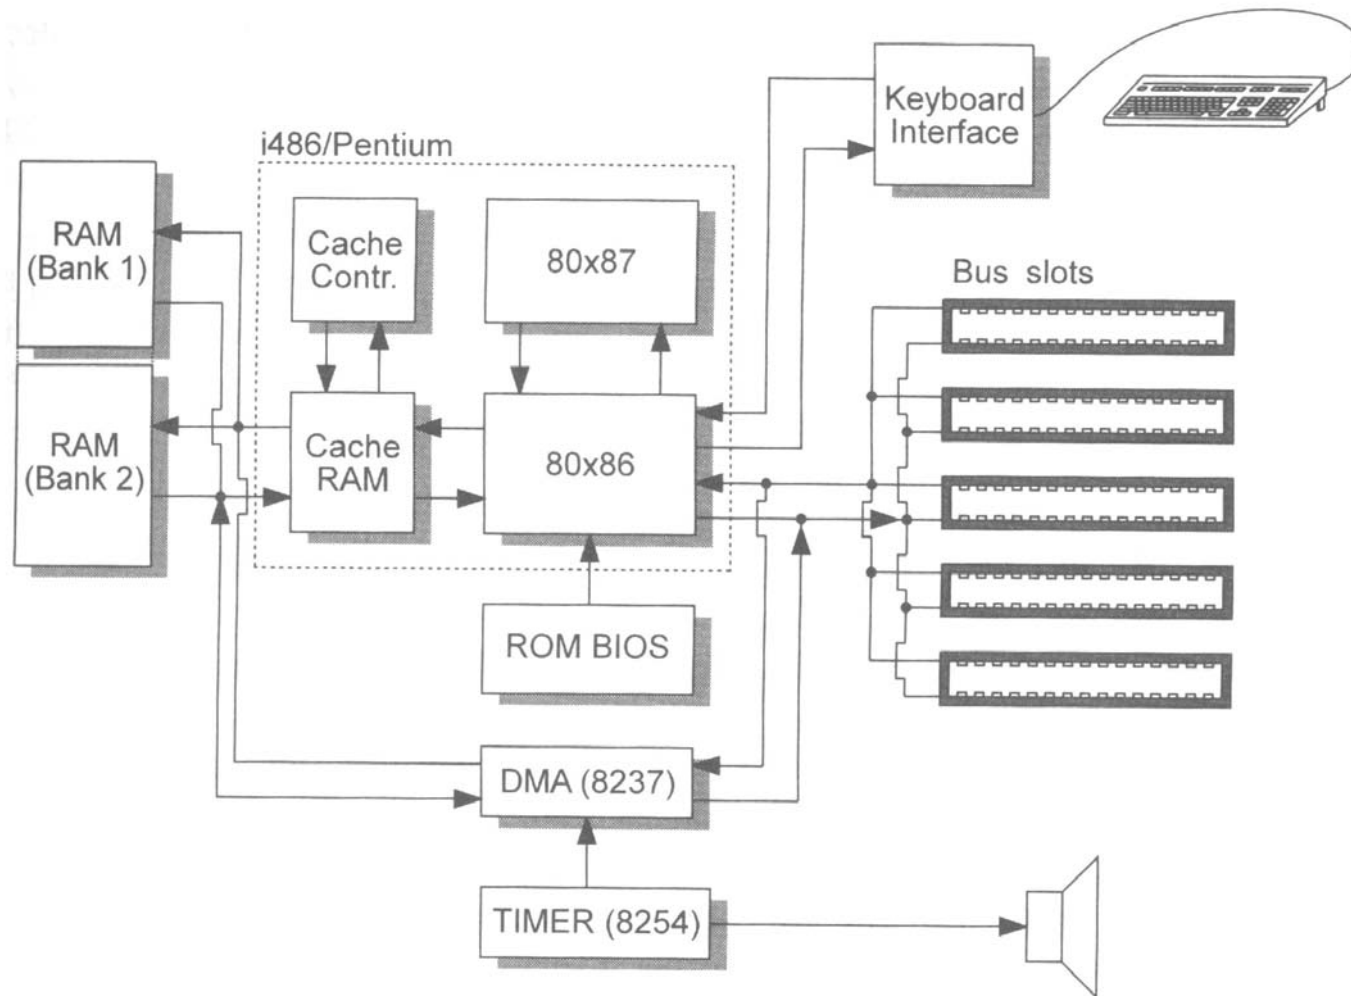 Keyboard
Interface
i486/Pentium
RAM
(Bank 1)
Cache
Contr.
80x87
Bus slots
RAM
(Bank 2)
Cache
RAM
80x86
ROM BIOS
DMA (8237)
TIMER (8254)